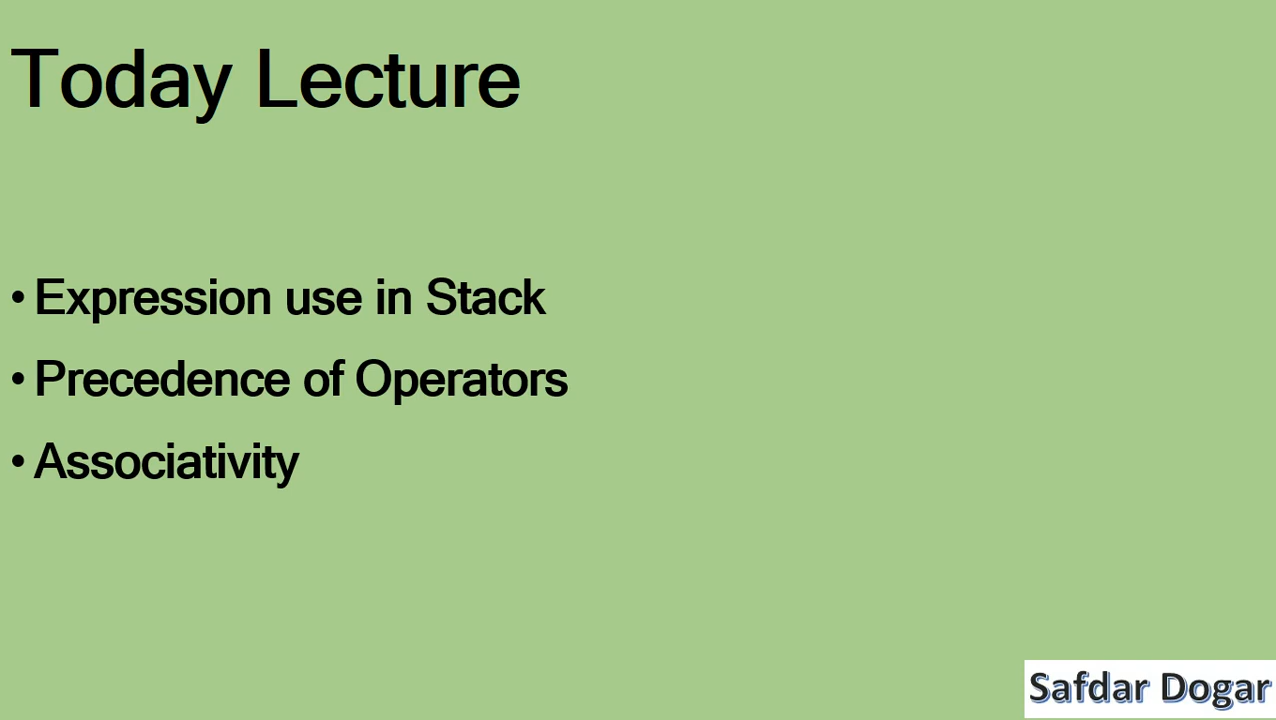 Today Lecture
• Expression use in Stack
• Precedence of Operators
• Associativity
Safdar Dogar